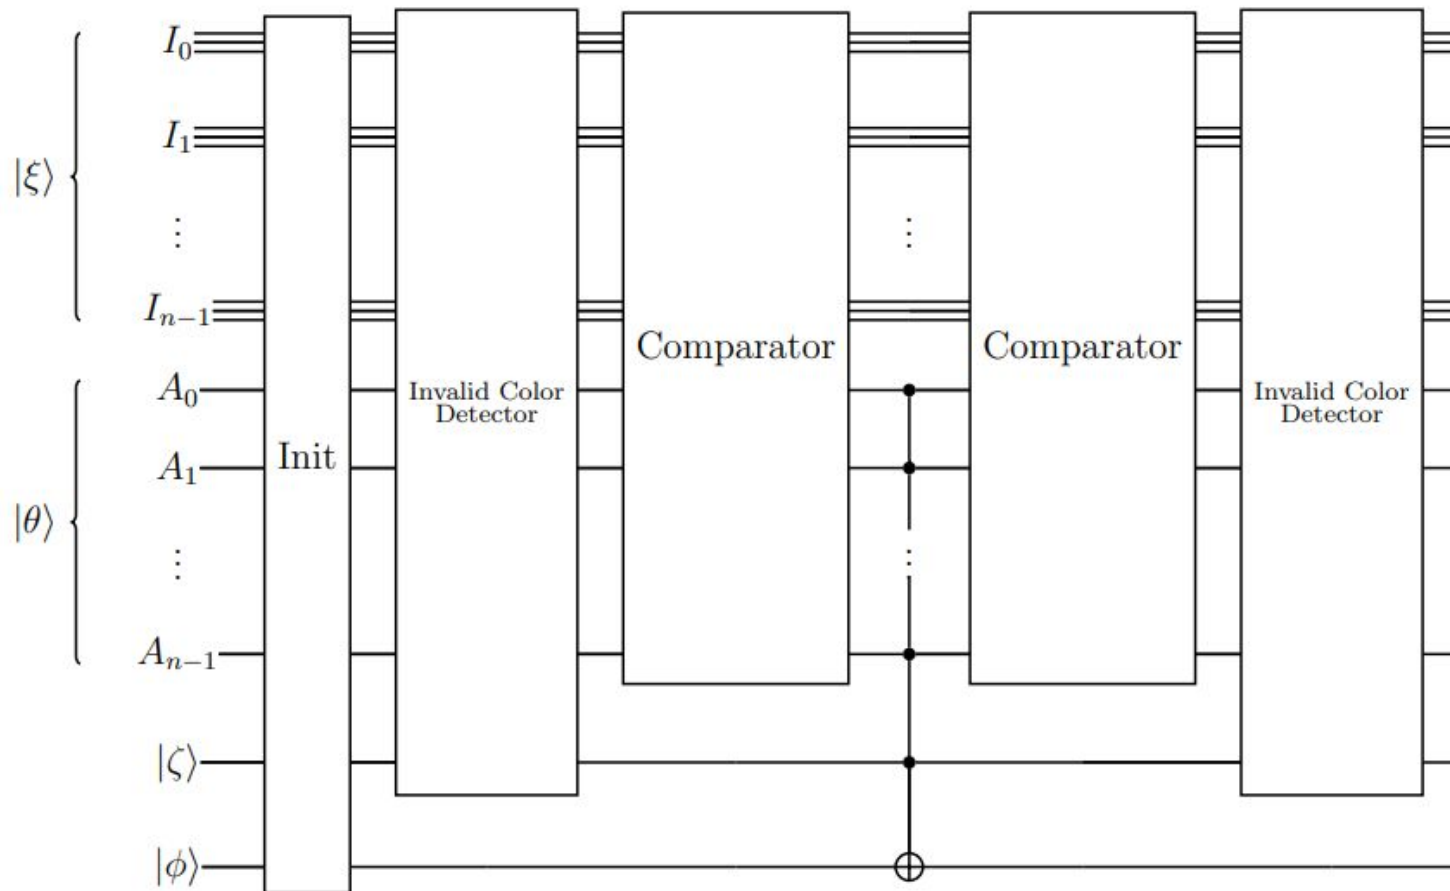 I₀
I₁
|ξ⟩
⋮
⋮
Iₙ₋₁
Comparator
Comparator
A₀
Invalid Color
Detector
Invalid Color
Detector
Init
A₁
|θ⟩
⋮
⋮
Aₙ₋₁
|ζ⟩
|ϕ⟩